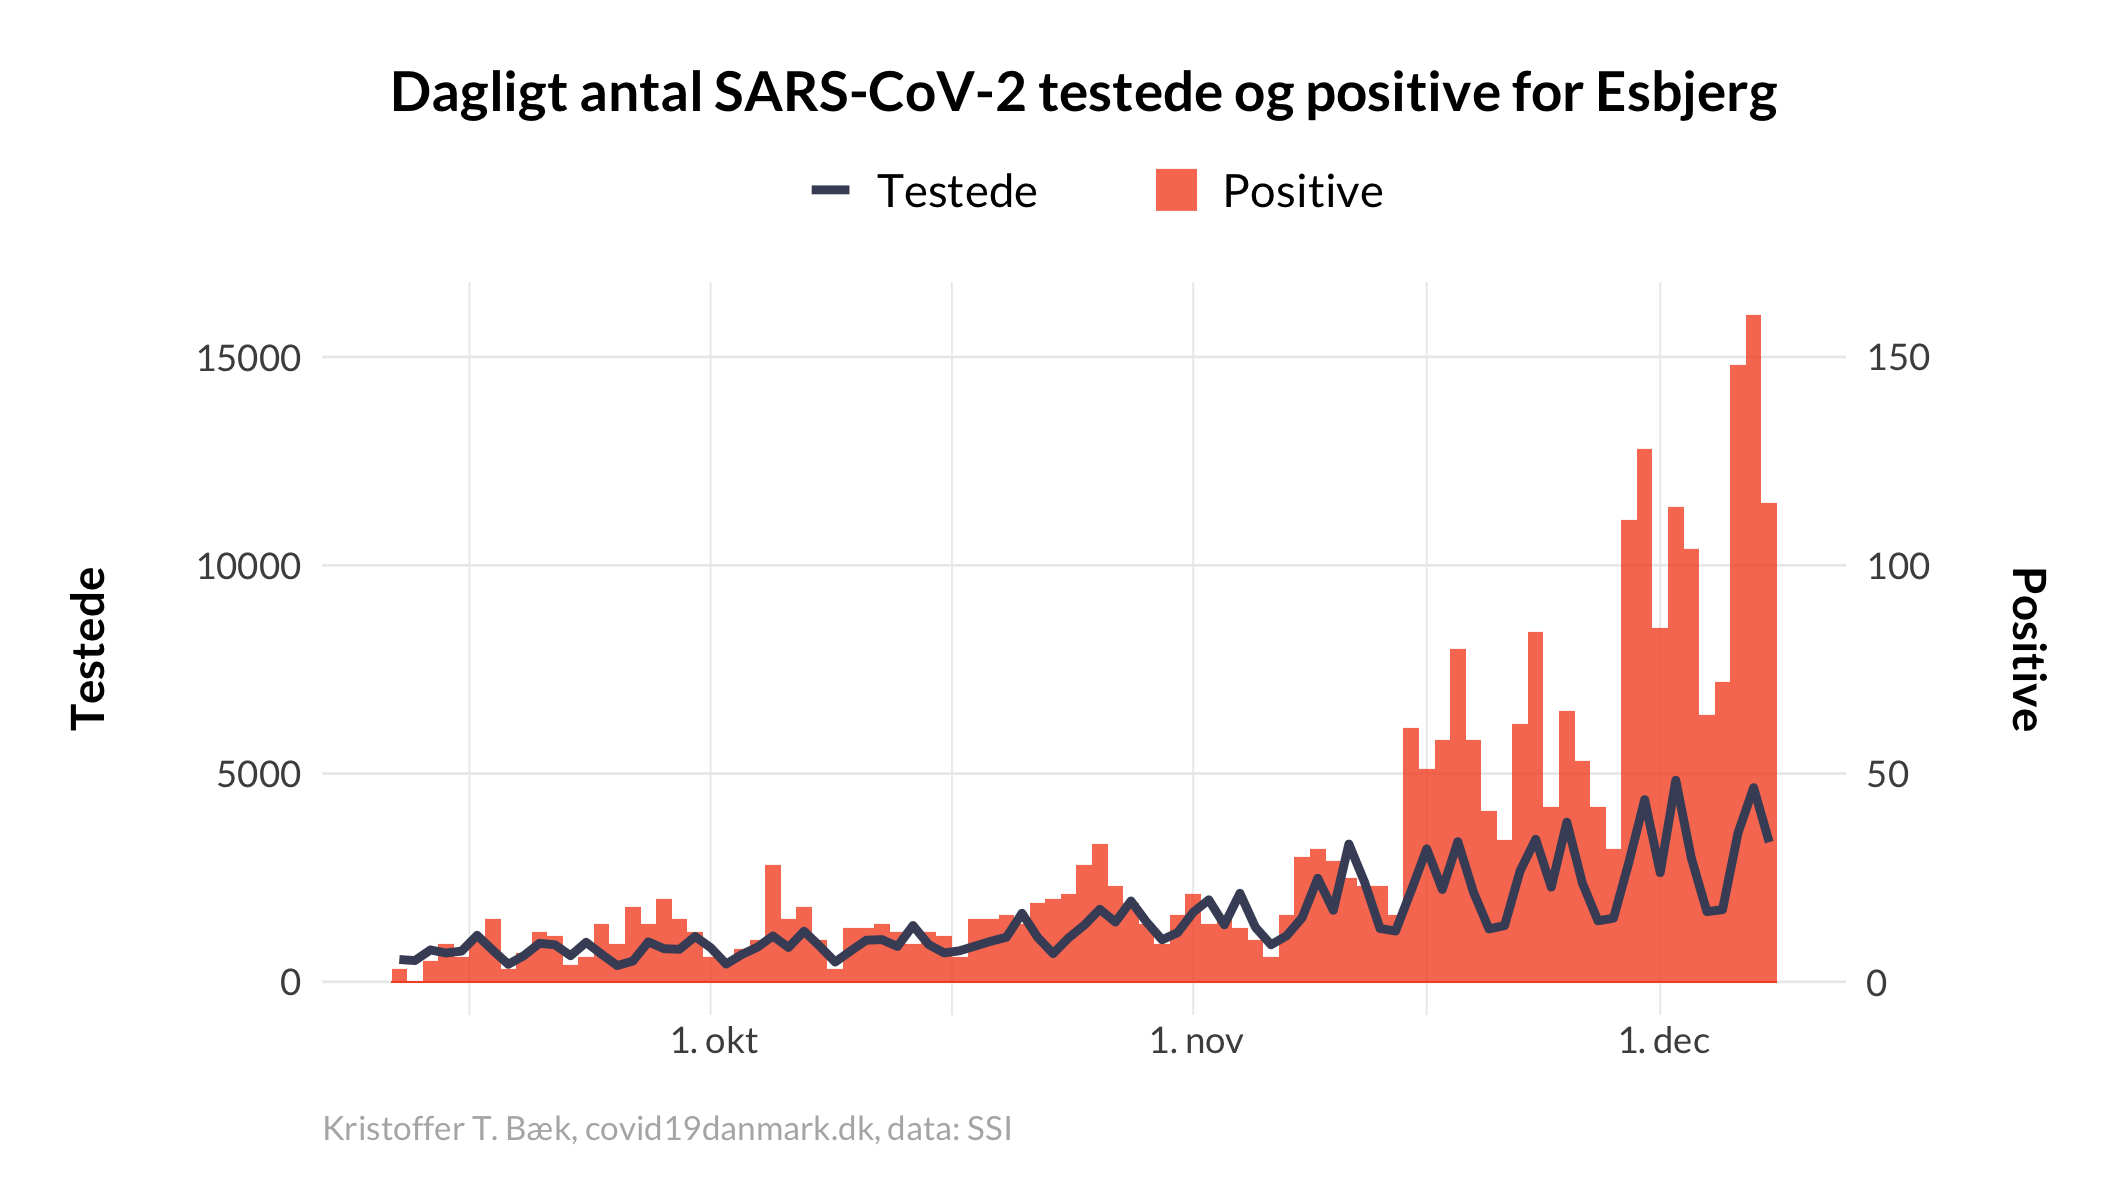 Dagligt antal SARS-CoV-2 testede og positive for Esbjerg
Testede
Positive
15000
10000
5000
0
Testede
150
100
50
0
Positive
1. okt
1. nov
1. dec
Kristoffer T. Bæk, covid19danmark.dk, data: SSI